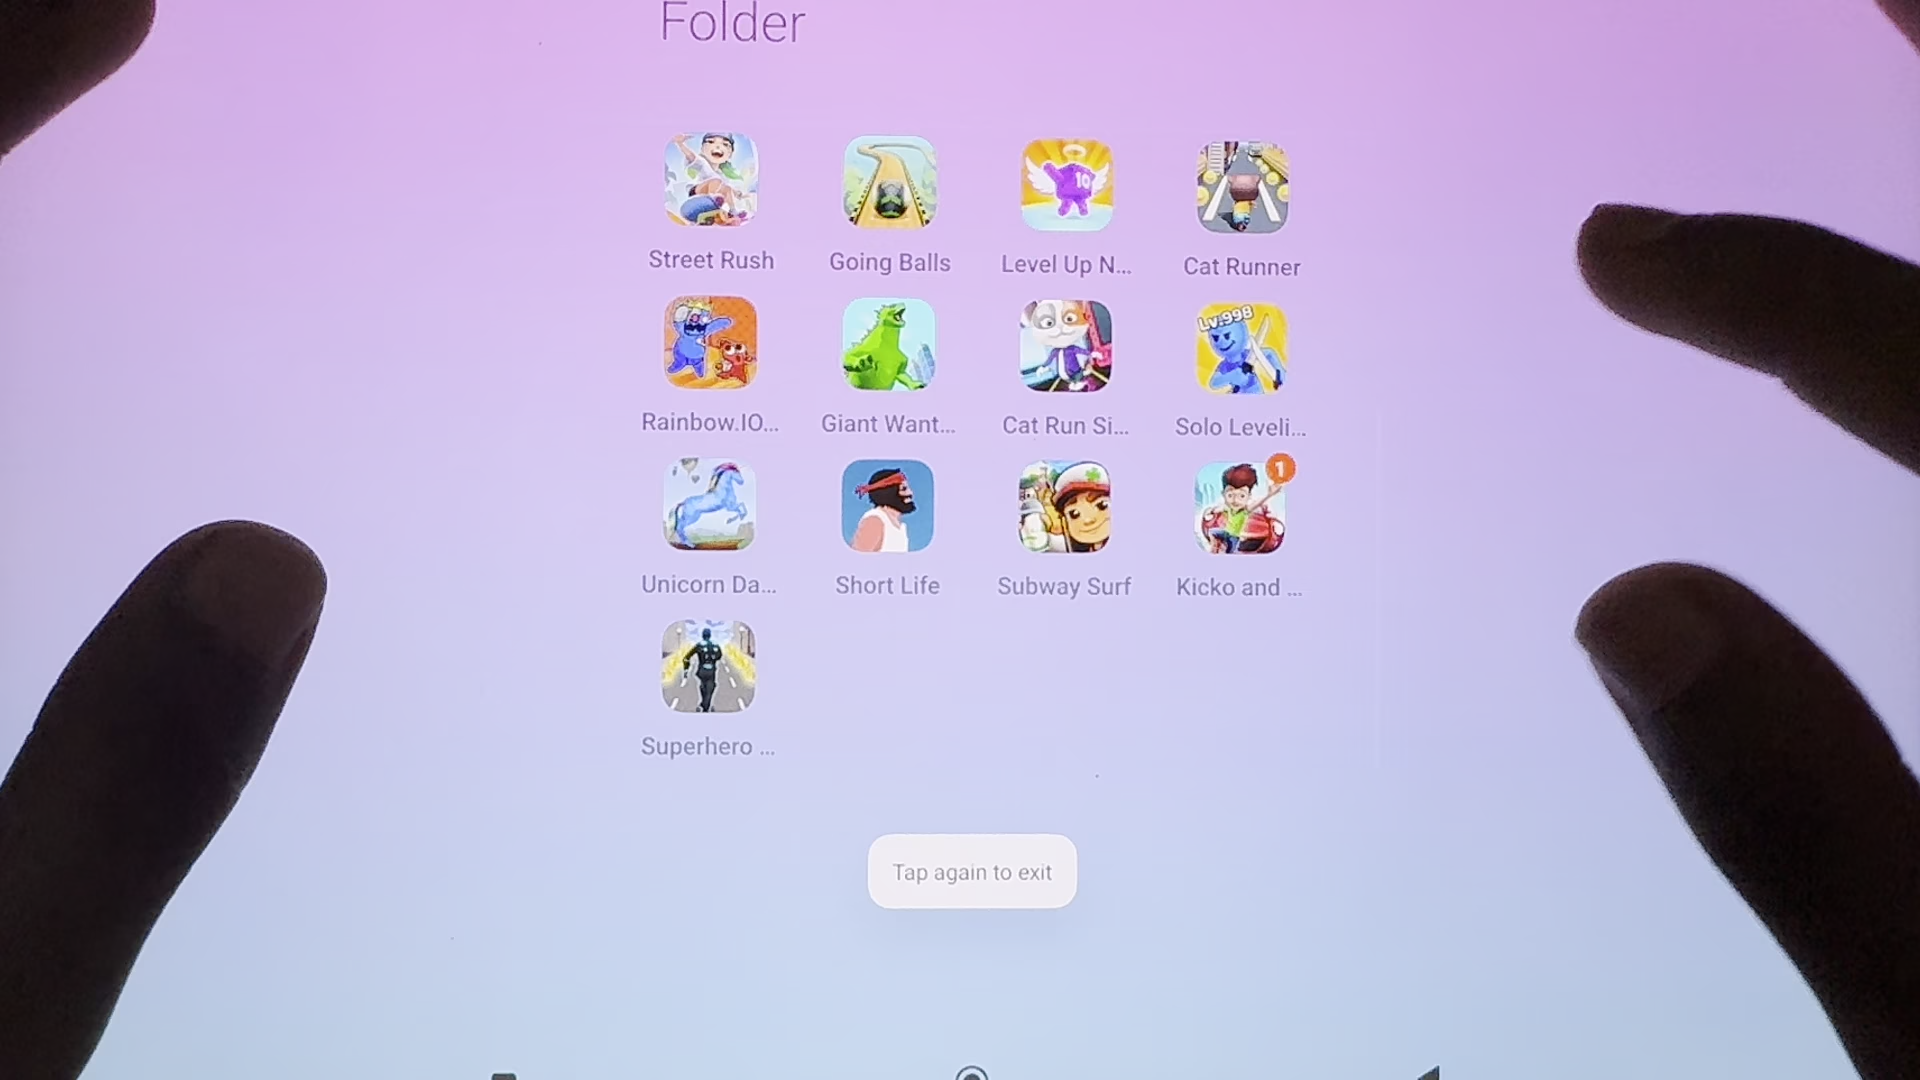 Folder
Street Rush
Going Balls
Level Up N...
Cat Runner
Rainbow.IO...
Giant Want...
Cat Run Si...
Lv.998
Solo Leveli...
10
Unicorn Da...
Short Life
Subway Surf
Kicko and ...
1
Superhero ...
Tap again to exit